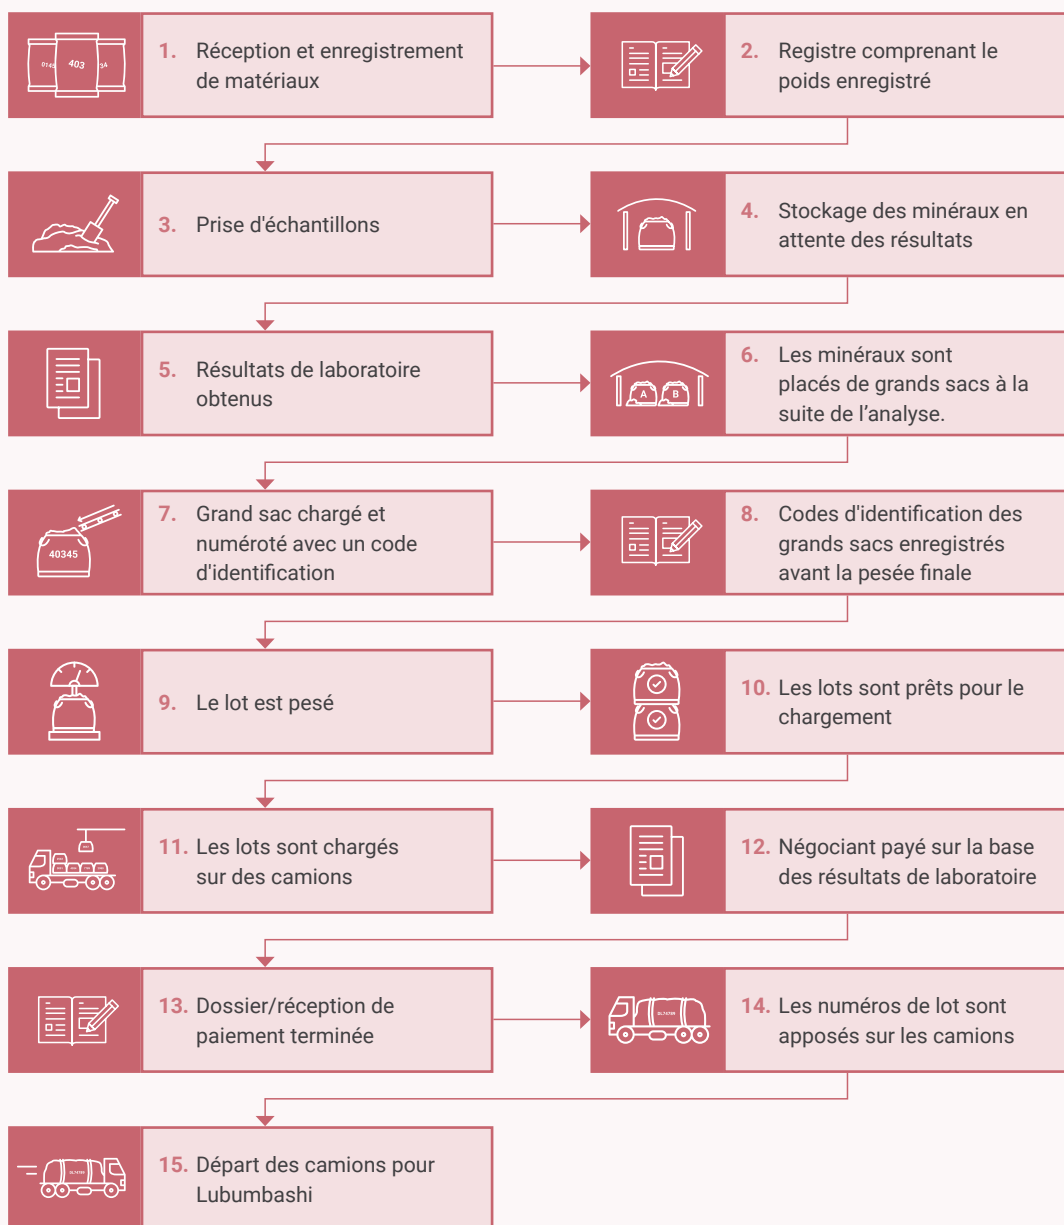 0145 403 34
1. Réception et enregistrement
de matériaux
2. Registre comprenant le
poids enregistré
3. Prise d'échantillons
4. Stockage des minéraux en
attente des résultats
5. Résultats de laboratoire
obtenus
A B
6. Les minéraux sont
placés de grands sacs à la
suite de l’analyse.
40345
7. Grand sac chargé et
numéroté avec un code
d'identification
8. Codes d'identification des
grands sacs enregistrés
avant la pesée finale
9. Le lot est pesé
10. Les lots sont prêts pour le
chargement
11. Les lots sont chargés
sur des camions
12. Négociant payé sur la base
des résultats de laboratoire
13. Dossier/réception de
paiement terminée
DL76789
14. Les numéros de lot sont
apposés sur les camions
DL76789
15. Départ des camions pour
Lubumbashi